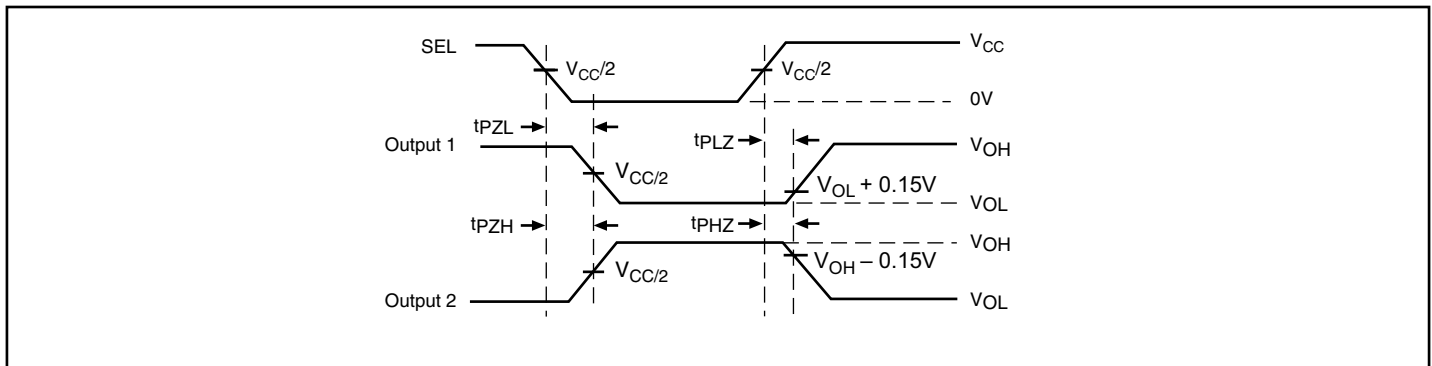 SEL
VCC/2
VCC/2
VCC
0V
tPZL
tPLZ
Output 1
VOH
VCC/2
VOL + 0.15V
VOL
tPZH
tPHZ
VOH
VCC/2
VOH – 0.15V
Output 2
VOL